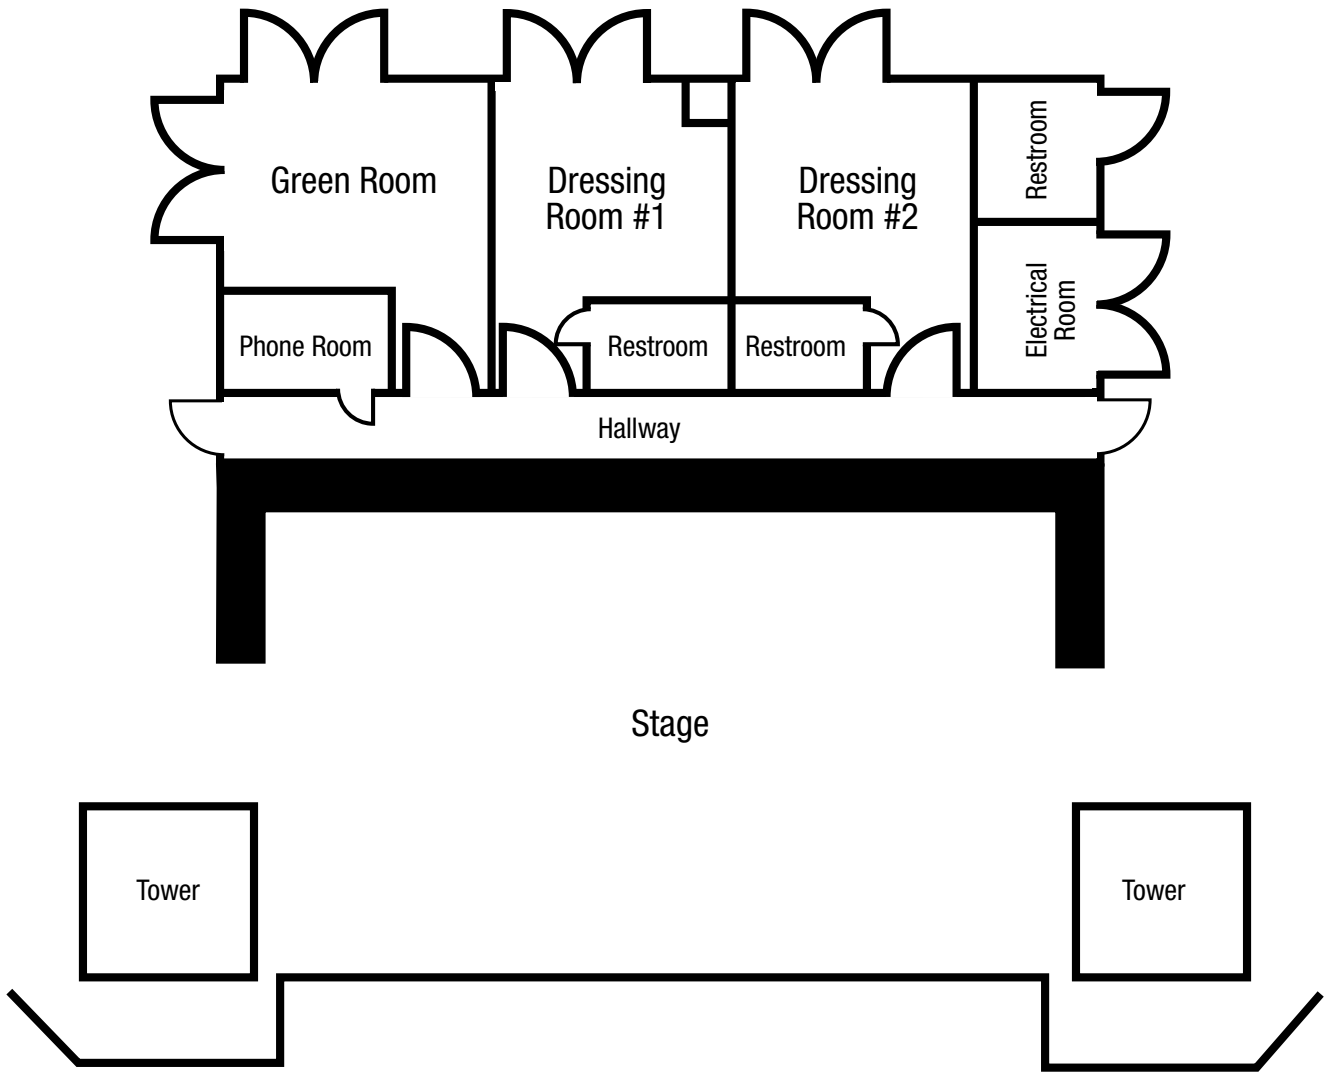 Green Room
Dressing
Room #1
Dressing
Room #2
Restroom
Electrical
Room
Phone Room
Restroom
Restroom
Hallway
Stage
Tower
Tower